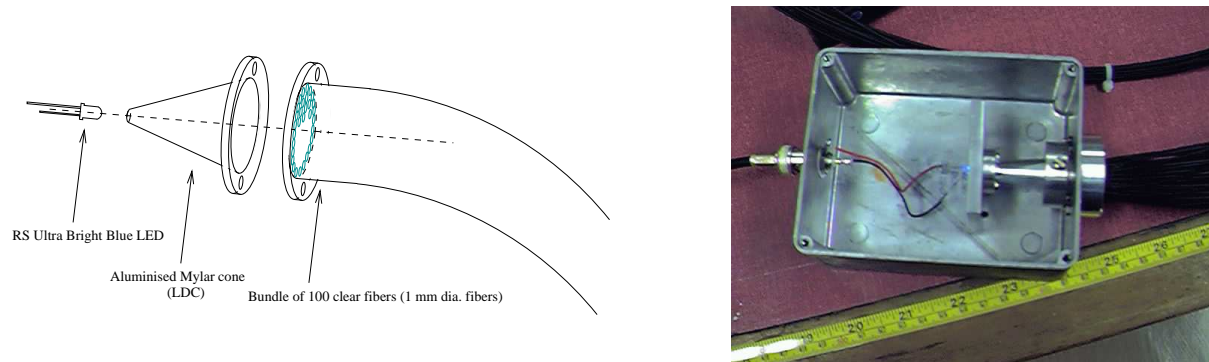 RS Ultra Bright Blue LED
Aluminised Mylar cone
(LDC)
Bundle of 100 clear fibers (1 mm dia. fibers)
20
21
22
23
25
26